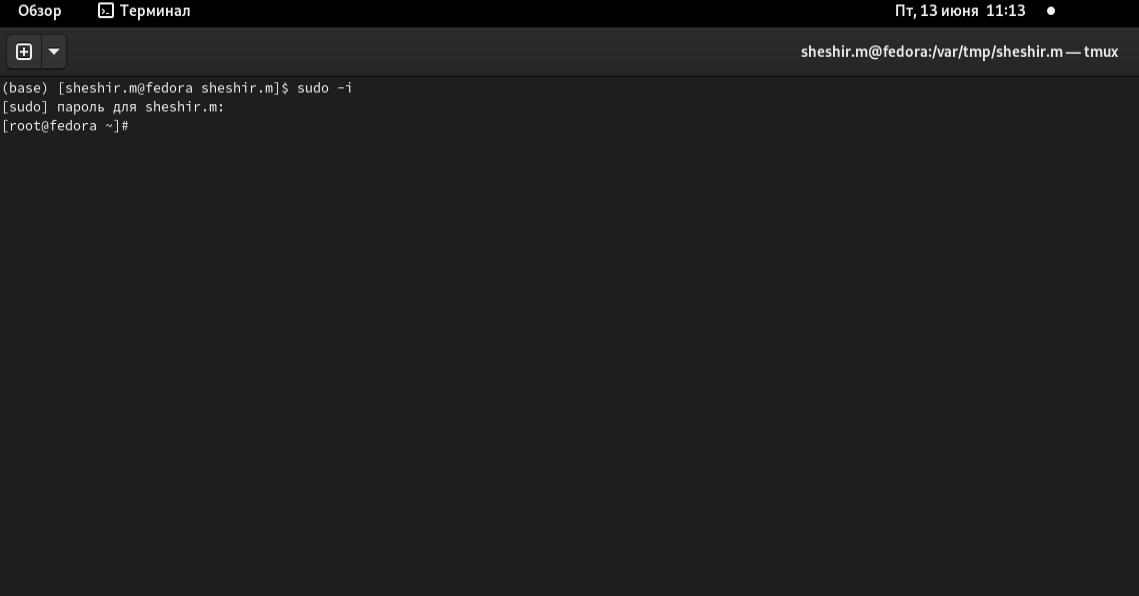 Обзор Терминал Пт, 13 июня 11:13
sheshir.m@fedora:/var/tmp/sheshir.m — tmux
(base) [sheshir.m@fedora sheshir.m]$ sudo -i
[sudo] пароль для sheshir.m:
[root@fedora ~]#